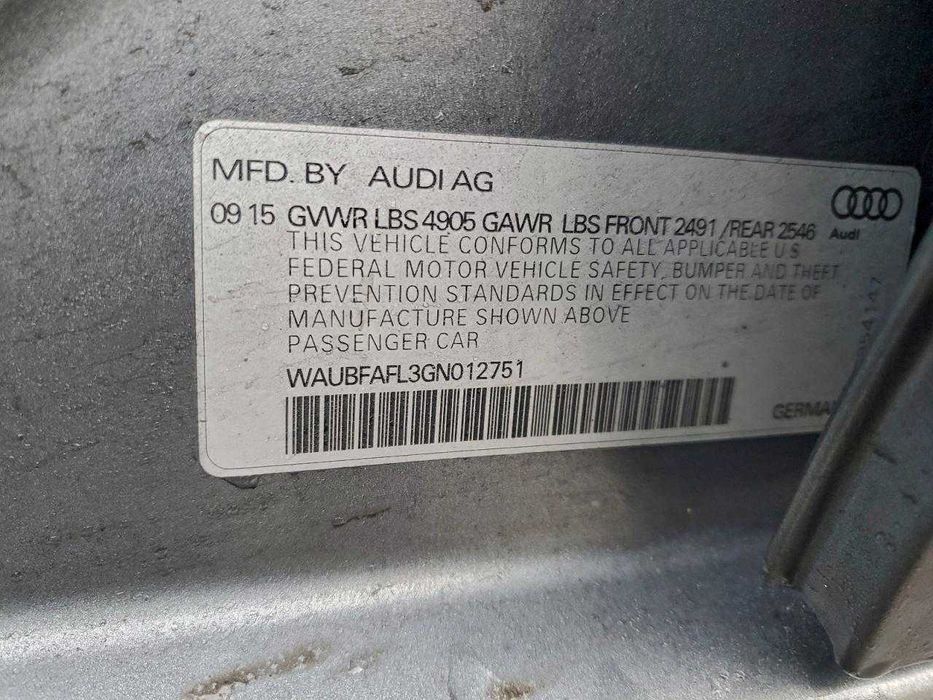 MFD. BY AUDI AG
09 15 GVWR LBS 4905 GAWR LBS FRONT 2491 /REAR 2546
Audi
THIS VEHICLE CONFORMS TO ALL APPLICABLE U S
FEDERAL MOTOR VEHICLE SAFETY, BUMPER AND THEFT
PREVENTION STANDARDS IN EFFECT ON THE DATE OF
MANUFACTURE SHOWN ABOVE
PASSENGER CAR
WAUBFAFL3GN012751